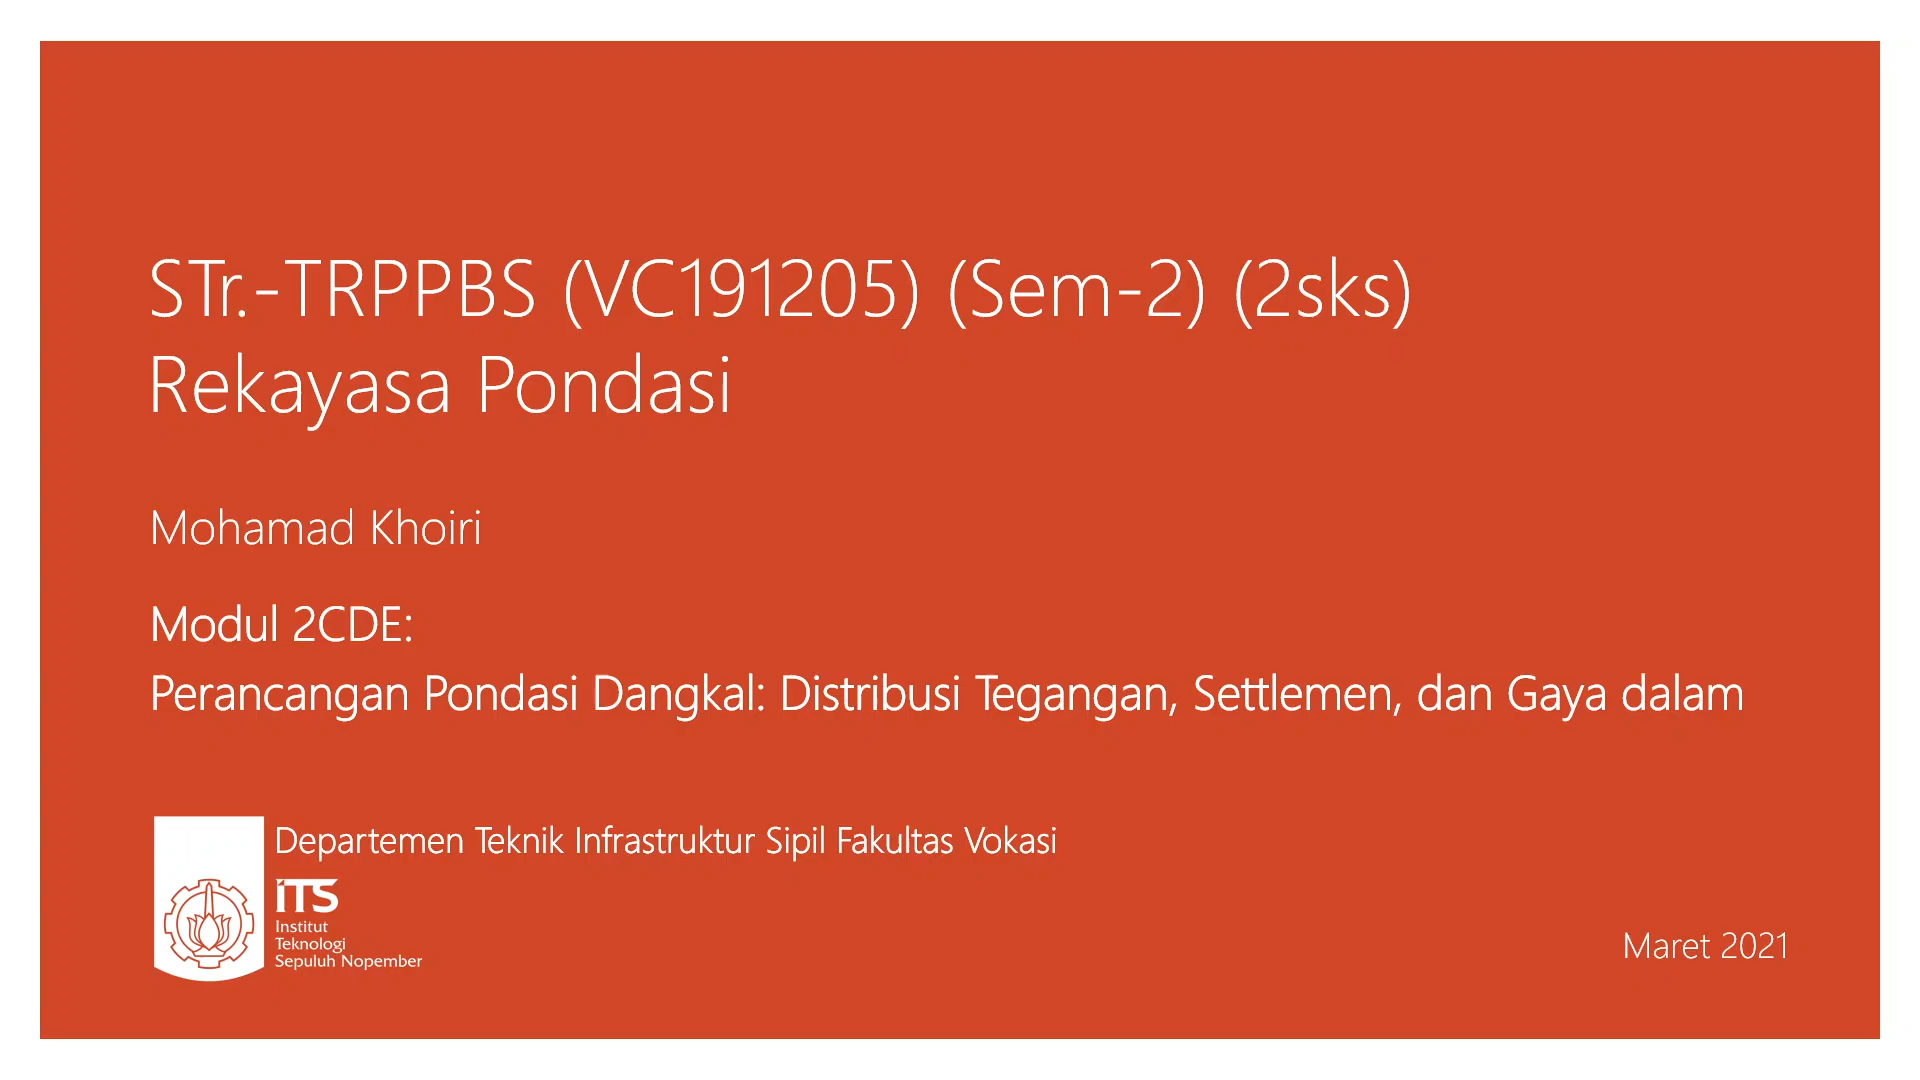 STr.-TRPPBS (VC191205) (Sem-2) (2sks)
Rekayasa Pondasi
Mohamad Khoiri
Modul 2CDE:
Perancangan Pondasi Dangkal: Distribusi Tegangan, Settlemen, dan Gaya dalam
Departemen Teknik Infrastruktur Sipil Fakultas Vokasi
ITS
Institut
Teknologi
Sepuluh Nopember
Maret 2021